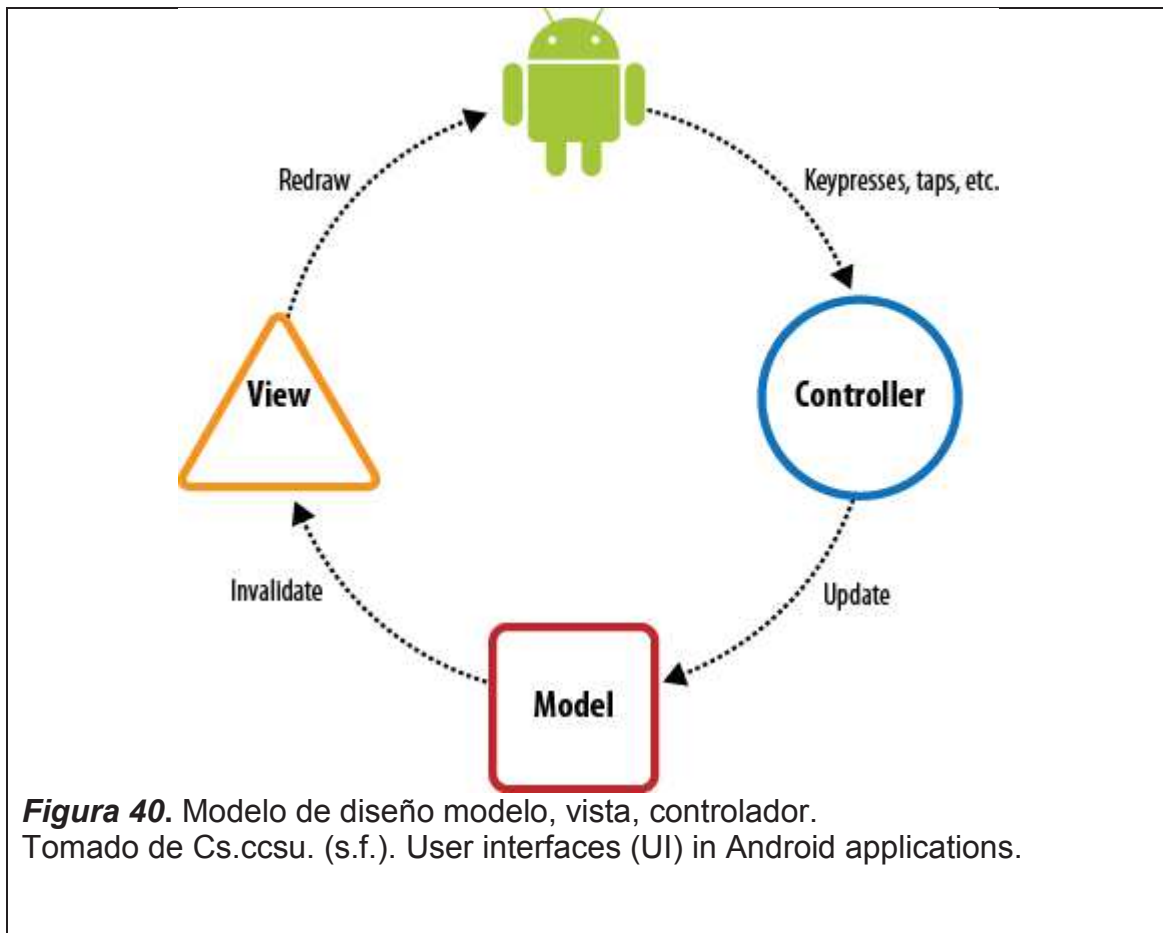 Redraw
Keypresses, taps, etc.
View
Controller
Invalidate
Update
Model
Figura 40. Modelo de diseño modelo, vista, controlador.
Tomado de Cs.ccsu. (s.f.). User interfaces (UI) in Android applications.